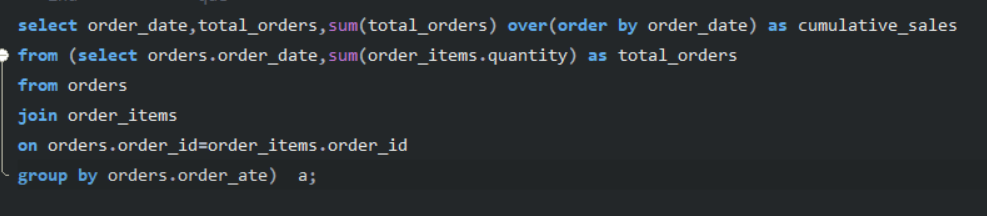 select order_date,total_orders,sum(total_orders) over(order by order_date) as cumulative_sales
from (select orders.order_date,sum(order_items.quantity) as total_orders
from orders
join order_items
on orders.order_id=order_items.order_id
group by orders.order_ate)  a;